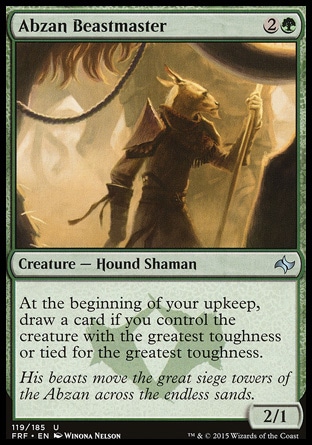 Abzan Beastmaster 2
Creature — Hound Shaman
At the beginning of your upkeep,
draw a card if you control the
creature with the greatest toughness
or tied for the greatest toughness.
His beasts move the great siege towers of
the Abzan across the endless sands.
2/1
119/185 U
FRF • EN Winona Nelson
™ & © 2015 Wizards of the Coast